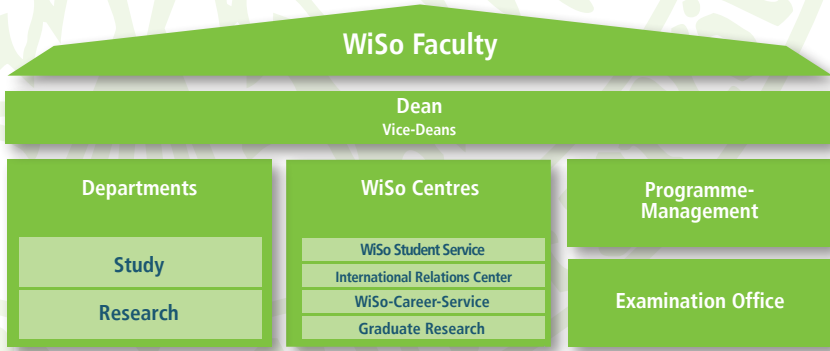 WiSo Faculty
Dean
Vice-Deans
Departments
Study
Research
WiSo Centres
WiSo Student Service
International Relations Center
WiSo-Career-Service
Graduate Research
Programme-
Management
Examination Office